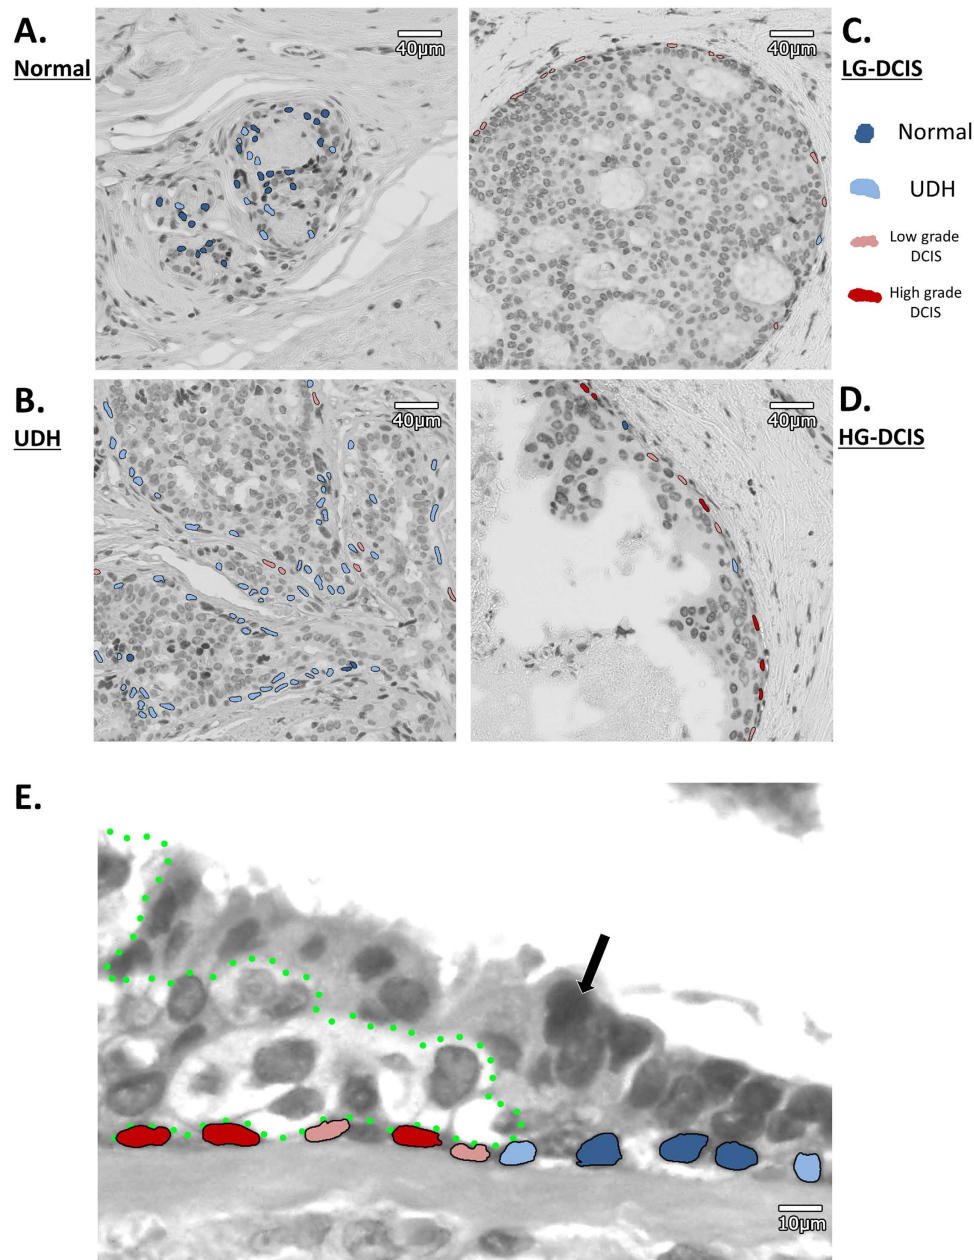 A.
Normal
40µm
40µm
C.
LG-DCIS
Normal
UDH
Low grade
DCIS
High grade
DCIS
B.
UDH
40µm
40µm
D.
HG-DCIS
E.
10µm